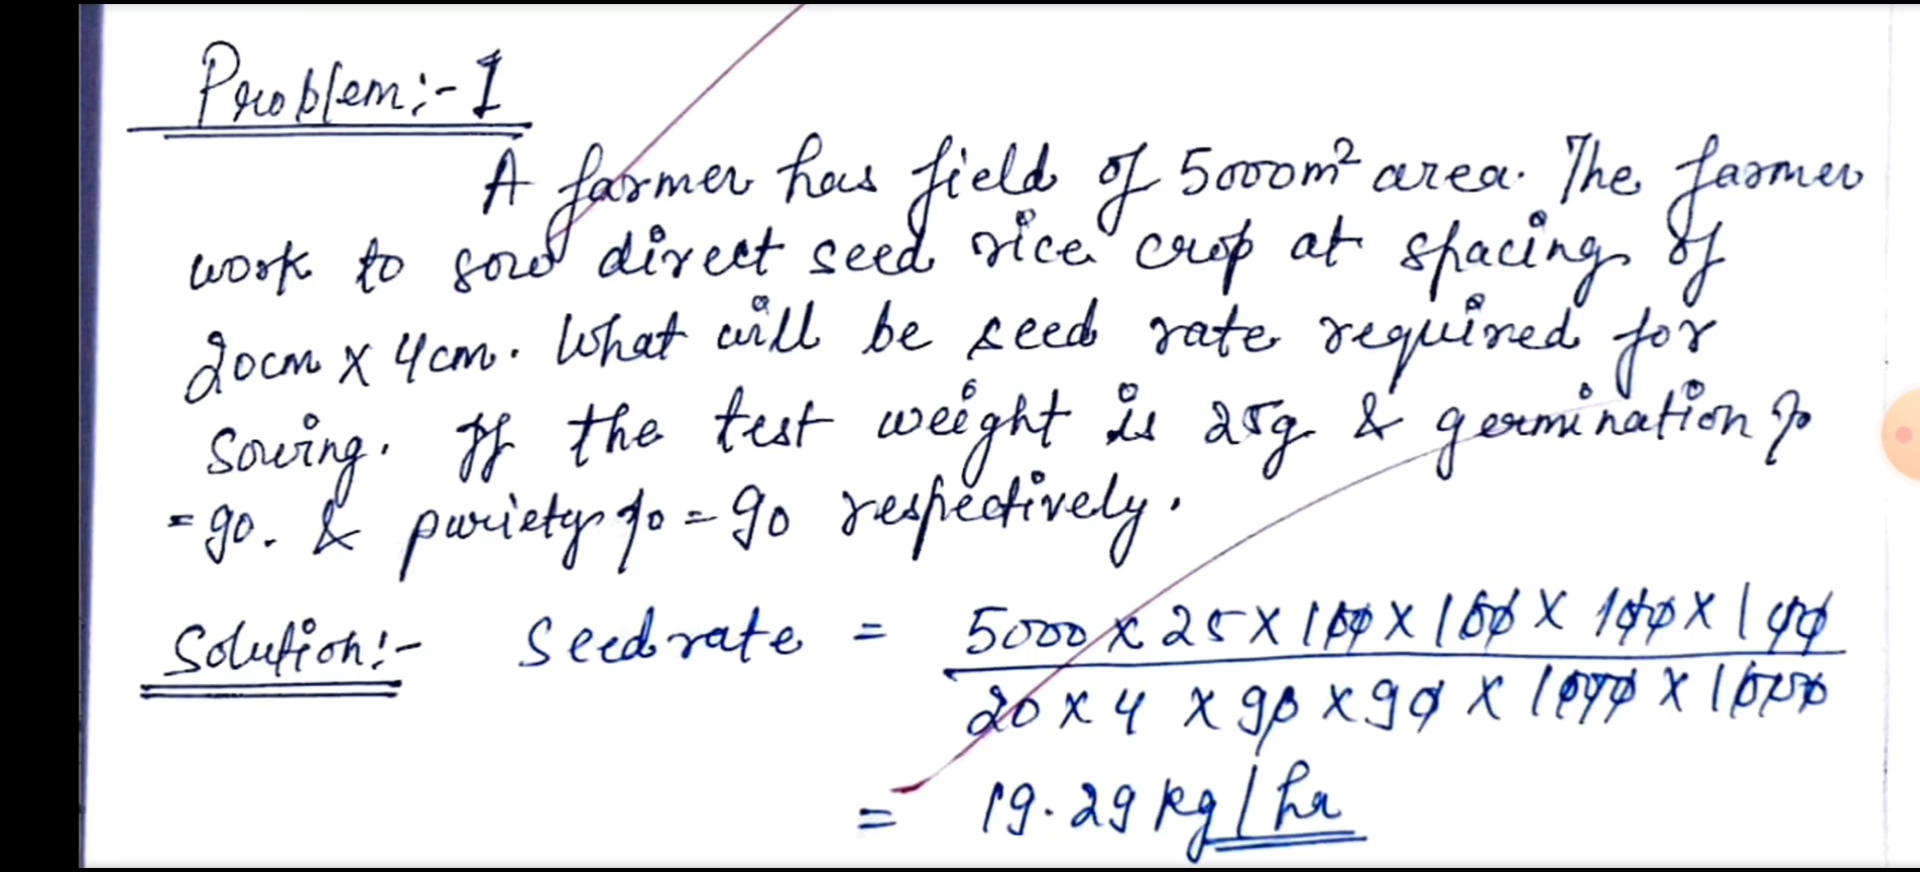 Problem:- 1
A farmer has field of 5000m² area. The farmer
work to sow direct seed rice crop at spacing of
20cm x 4cm. What will be seed rate required for
Sowing. If the test weight is 25g & germination %
= 90. & puriety % = 90 respectively.
Solution:- Seed rate = 5000 x 25 x 100 x 100 x 100 x 100
20 x 4 x 90 x 90 x 1000 x 1000
= 19.29 kg/ha